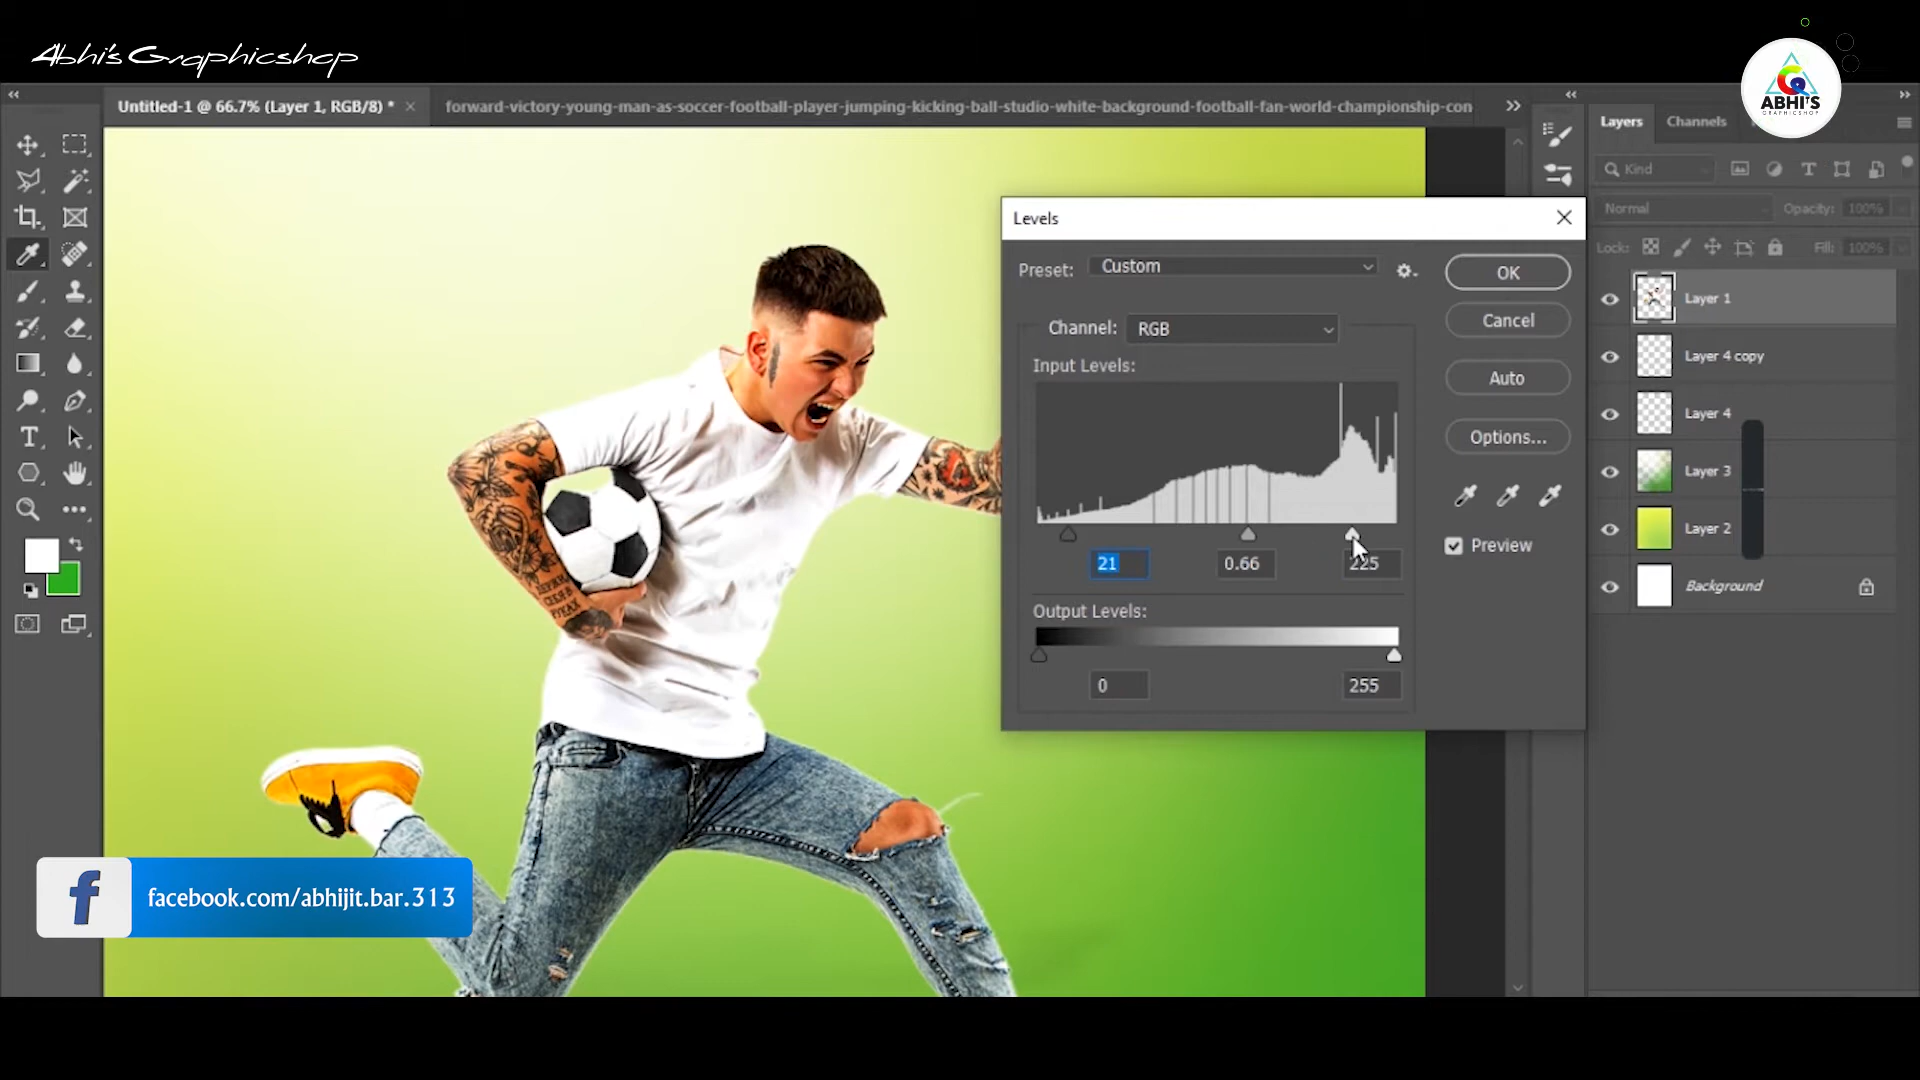 Abhi's Graphicshop
ABHI'S
GRAPHICSHOP
Untitled-1 @ 66.7% (Layer 1, RGB/8) *
forward-victory-young-man-as-soccer-football-player-jumping-kicking-ball-studio-white-background-football-fan-world-championship-con
Layers
Channels
Kind
Normal
Opacity:
100%
Lock:
Fill:
100%
Layer 1
Layer 4 copy
Layer 4
Layer 3
Layer 2
Background
Levels
Preset:
Custom
OK
Channel:
RGB
Cancel
Input Levels:
Auto
Options...
Preview
21
0.66
225
Output Levels:
0
255
ДЕРЖИ
СЕБЯ В
РУКАХ
f facebook.com/abhijit.bar.313